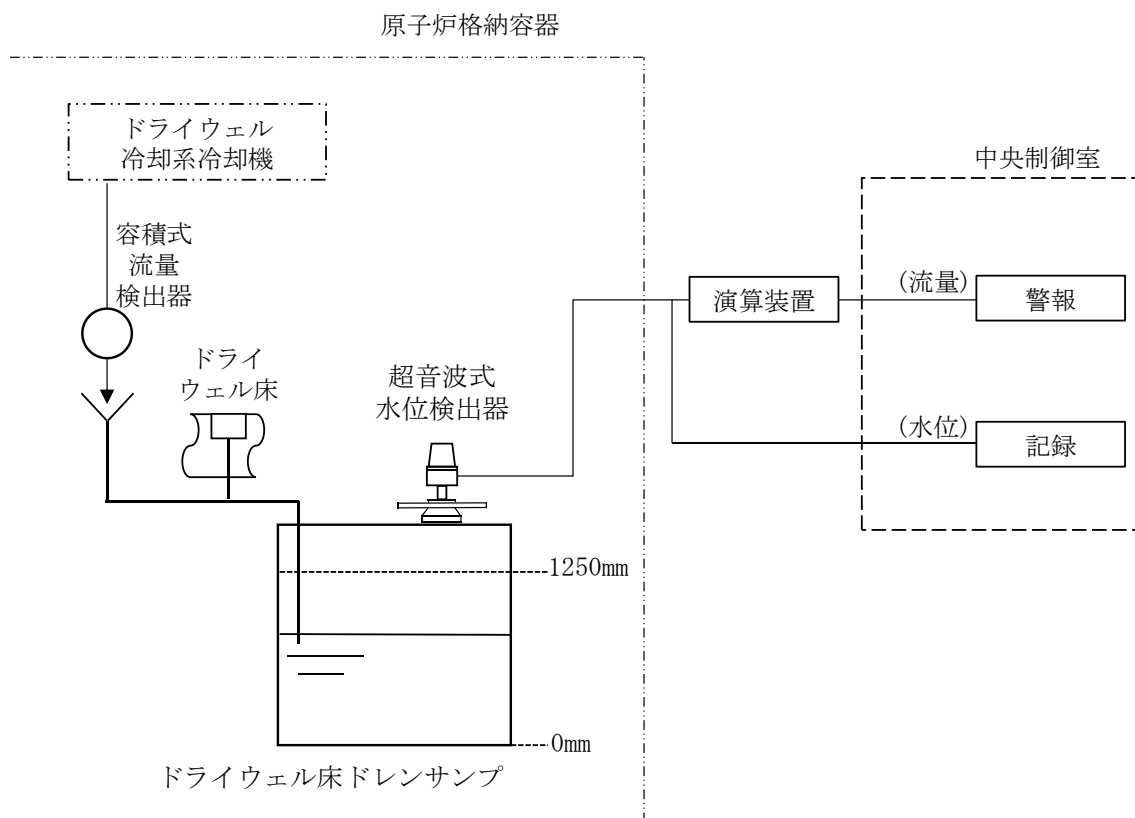 原子炉格納容器
ドライウェル
冷却系冷却機
中央制御室
容積式
流量
検出器
(流量)
演算装置
警報
ドライ
ウェル床
超音波式
水位検出器
(水位)
記録
1250mm
0mm
ドライウェル床ドレンサンプ